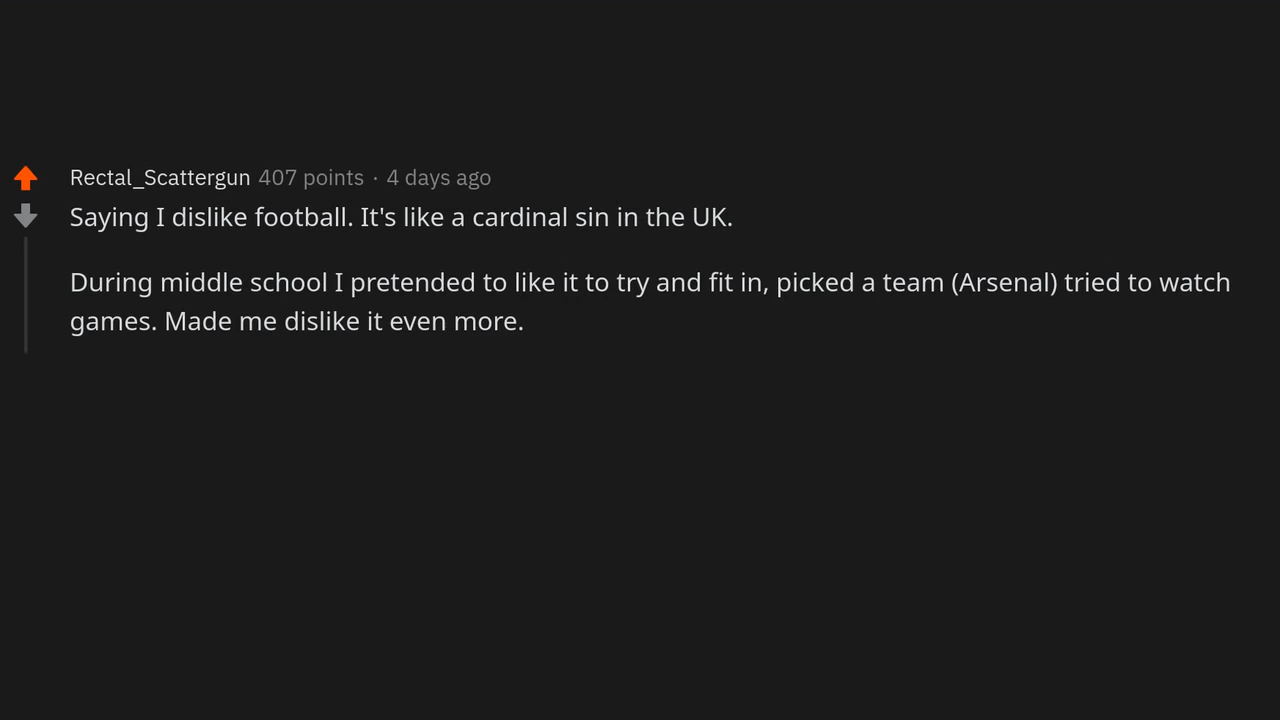 Rectal_Scattergun 407 points · 4 days ago
Saying I dislike football. It's like a cardinal sin in the UK.
During middle school I pretended to like it to try and fit in, picked a team (Arsenal) tried to watch
games. Made me dislike it even more.